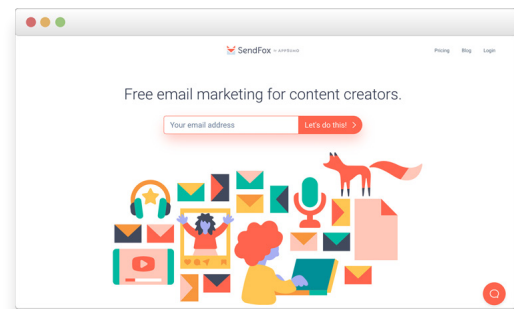 SendFox
Pricing Blog Login
Free email marketing for content creators.
Your email address
Let's do this!